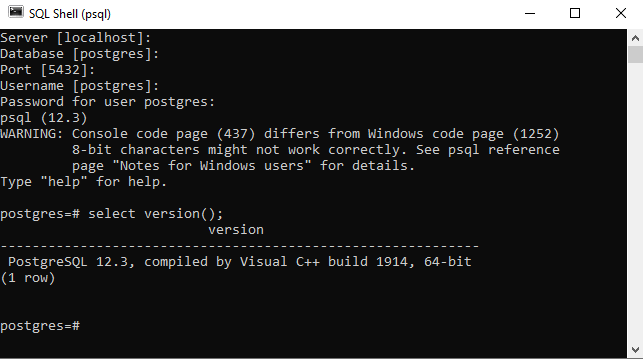 SQL Shell (psql)
Server [localhost]:
Database [postgres]:
Port [5432]:
Username [postgres]:
Password for user postgres:
psql (12.3)
WARNING: Console code page (437) differs from Windows code page (1252)
         8-bit characters might not work correctly. See psql reference
         page "Notes for Windows users" for details.
Type "help" for help.

postgres=# select version();
                          version
------------------------------------------------------------
 PostgreSQL 12.3, compiled by Visual C++ build 1914, 64-bit
(1 row)


postgres=#